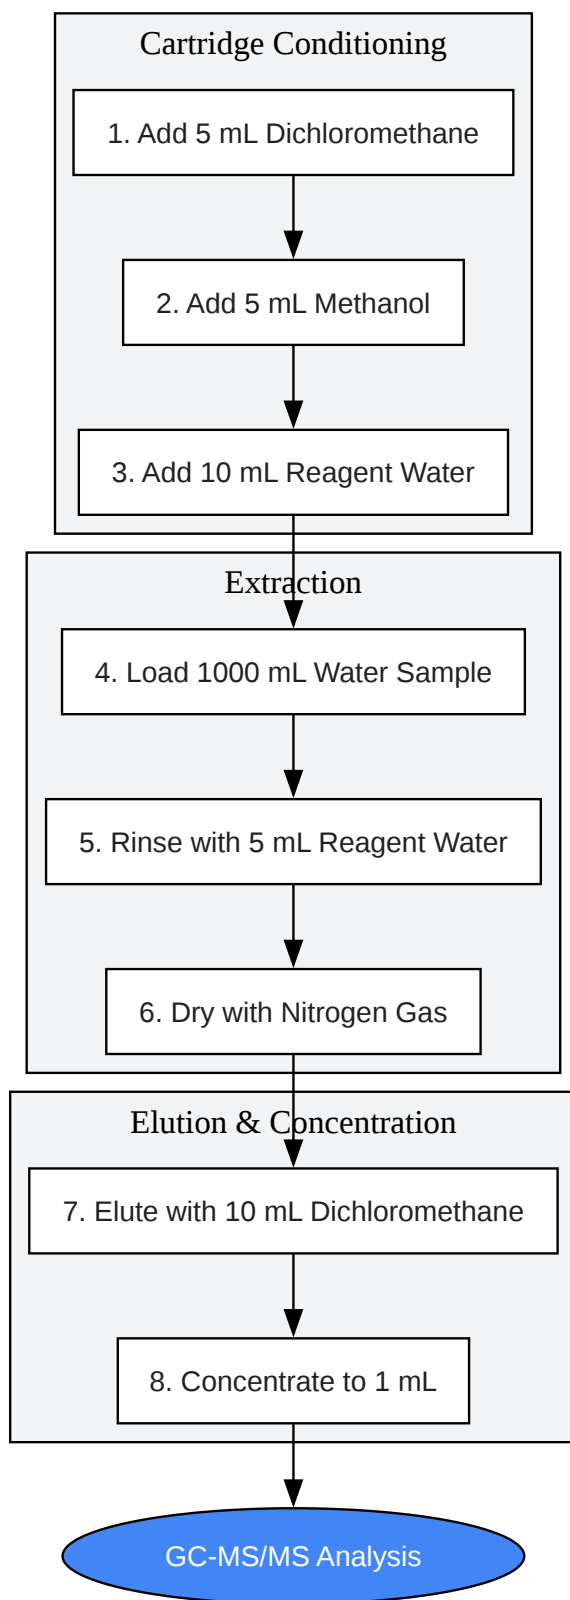 Cartridge Conditioning
1. Add 5 mL Dichloromethane
2. Add 5 mL Methanol
3. Add 10 mL Reagent Water
Extraction
4. Load 1000 mL Water Sample
5. Rinse with 5 mL Reagent Water
6. Dry with Nitrogen Gas
Elution & Concentration
7. Elute with 10 mL Dichloromethane
8. Concentrate to 1 mL
GC-MS/MS Analysis